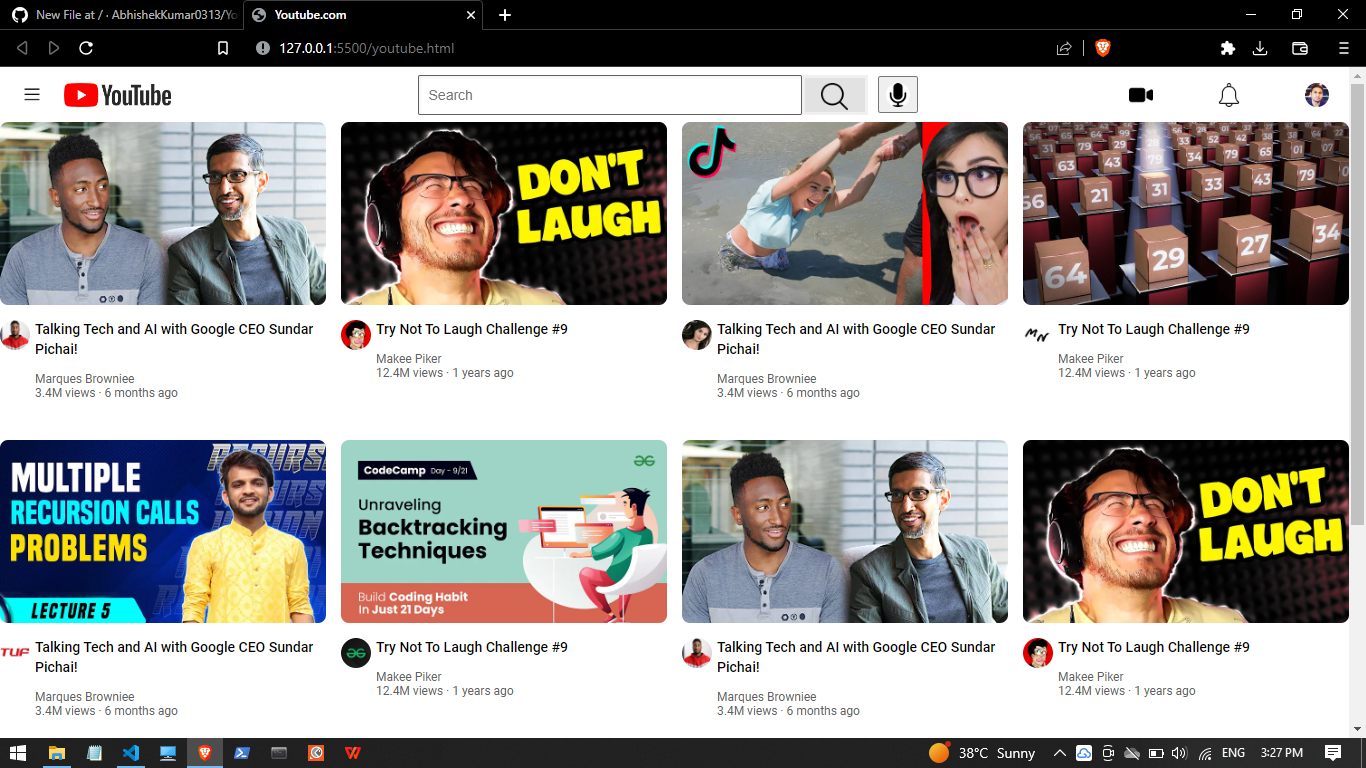 New File at / · AbhishekKumar0313/Yo
Youtube.com
127.0.0.1:5500/youtube.html
YouTube
Search
DON'T
LAUGH
64
29
27
34
56
21
31
33
43
79
63
79
43
Talking Tech and AI with Google CEO Sundar
Pichai!
Marques Browniee
3.4M views · 6 months ago
Try Not To Laugh Challenge #9
Makee Piker
12.4M views · 1 years ago
Talking Tech and AI with Google CEO Sundar
Pichai!
Marques Browniee
3.4M views · 6 months ago
MN
Try Not To Laugh Challenge #9
Makee Piker
12.4M views · 1 years ago
MULTIPLE
RECURSION CALLS
PROBLEMS
LECTURE 5
RECURSION
CodeCamp Day - 9/21
Unraveling
Backtracking
Techniques
Build Coding Habit
In Just 21 Days
DON'T
LAUGH
TUF
Talking Tech and AI with Google CEO Sundar
Pichai!
Marques Browniee
3.4M views · 6 months ago
Try Not To Laugh Challenge #9
Makee Piker
12.4M views · 1 years ago
Talking Tech and AI with Google CEO Sundar
Pichai!
Marques Browniee
3.4M views · 6 months ago
Try Not To Laugh Challenge #9
Makee Piker
12.4M views · 1 years ago
38°C Sunny
ENG
3:27 PM